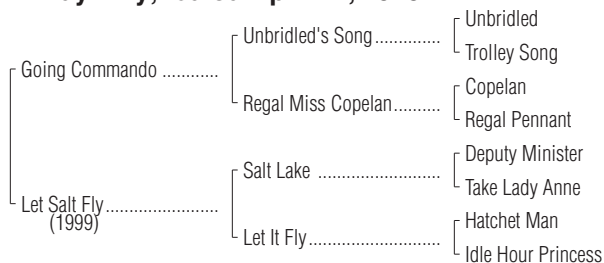 Unbridled
Unbridled's Song
Trolley Song
Going Commando
Copelan
Regal Miss Copelan
Regal Pennant
Deputy Minister
Salt Lake
Take Lady Anne
Let Salt Fly
(1999)
Hatchet Man
Let It Fly
Idle Hour Princess